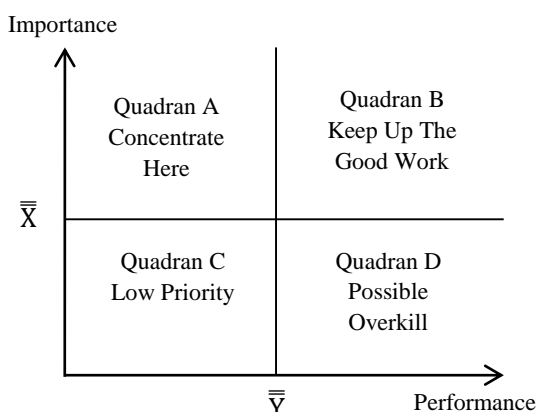 Importance
Quadran A
Concentrate
Here
Quadran B
Keep Up The
Good Work
X̿
Quadran C
Low Priority
Quadran D
Possible
Overkill
Y̿
Performance